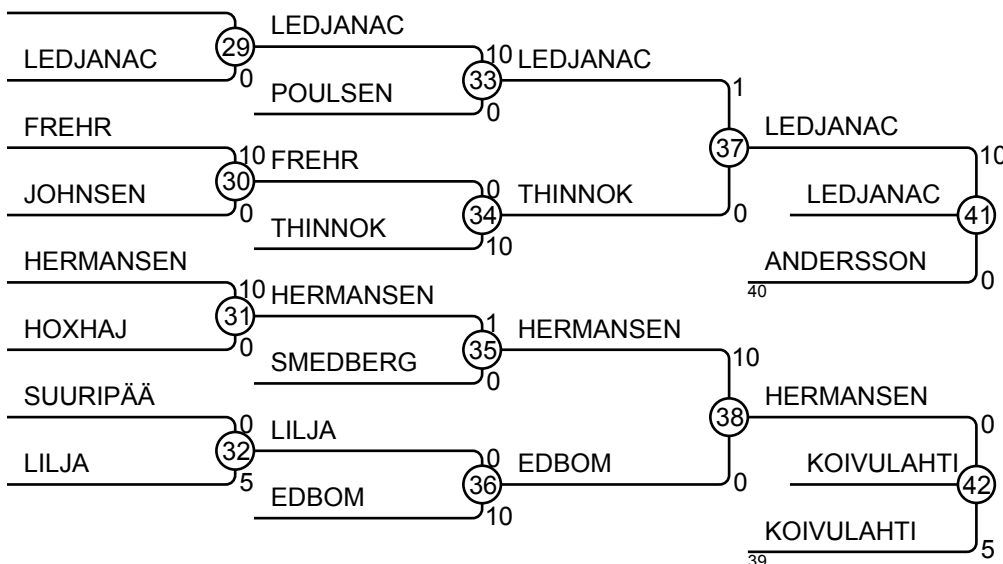 LEDJANAC
29
0
LEDJANAC
10
POULSEN
33
0
LEDJANAC
1
FREHR
10
JOHNSEN
30
0
FREHR
0
THINNOK
34
10
THINNOK
37
0
LEDJANAC
10
LEDJANAC
41
ANDERSSON
40
0
HERMANSEN
10
HOXHAJ
31
0
HERMANSEN
1
SMEDBERG
35
0
HERMANSEN
10
SUURIPÄÄ
0
LILJA
32
5
LILJA
0
EDBOM
36
10
EDBOM
38
0
HERMANSEN
0
KOIVULAHTI
42
KOIVULAHTI
39
5